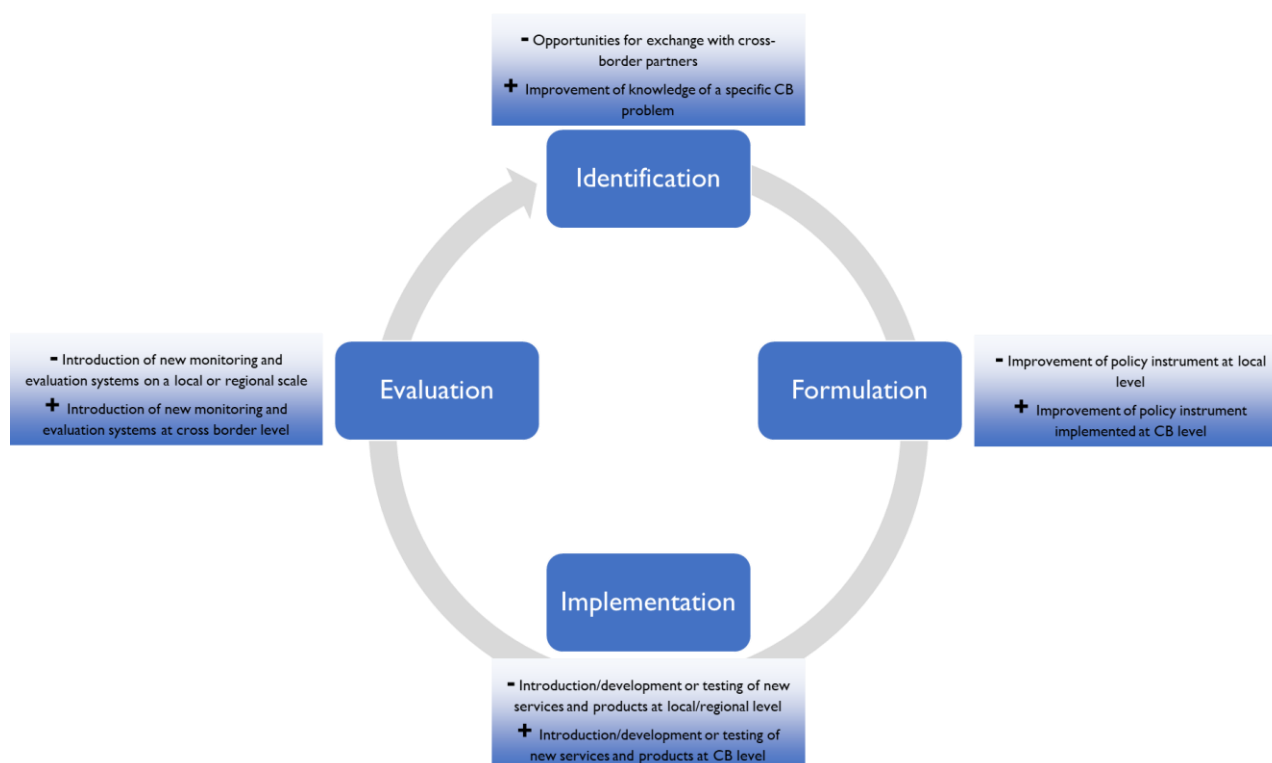 - Opportunities for exchange with cross-
border partners
+ Improvement of knowledge of a specific CB
problem
Identification
- Introduction of new monitoring and
evaluation systems on a local or regional scale
+ Introduction of new monitoring and
evaluation systems at cross border level
Evaluation
Formulation
- Improvement of policy instrument at local
level
+ Improvement of policy instrument
implemented at CB level
Implementation
- Introduction/development or testing of new
services and products at local/regional level
+ Introduction/development or testing of
new services and products at CB level